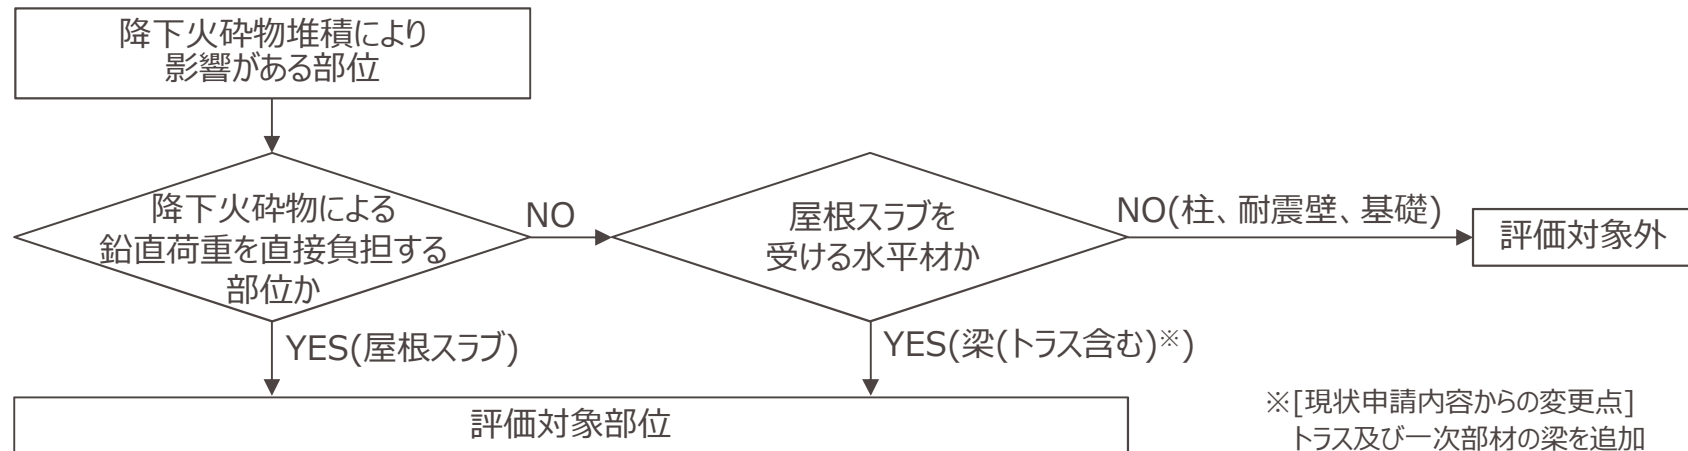 降下火砕物堆積により
影響がある部位
降下火砕物による
鉛直荷重を直接負担する
部位か
NO
屋根スラブを
受ける水平材か
NO(柱、耐震壁、基礎)
評価対象外
YES(屋根スラブ)
YES(梁(トラス含む)※)
評価対象部位
※[現状申請内容からの変更点]
トラス及び一次部材の梁を追加